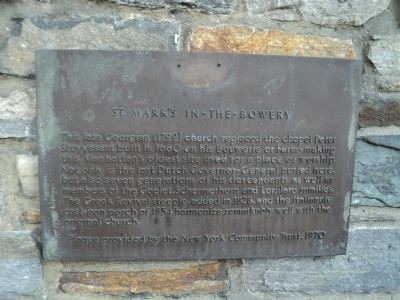 ST. MARK'S IN-THE-BOWERY
This late Georgian (1799) church replaced the chapel Peter
Stuyvesant built in 1660 on his Bouwerie or farm-making
this Manhattan's oldest site used for a place of worship.
Not only is the last Dutch Governor-General buried here
but also seven generations of his descendants as well as
members of the Goelet, Schermerhorn and Lorillard families.
The Greek Revival steeple, added in 1828, and the Italianate
cast-iron porch of 1854 harmonize remarkably well with the
original church.
Plaque provided by the New York Community Trust, 1970